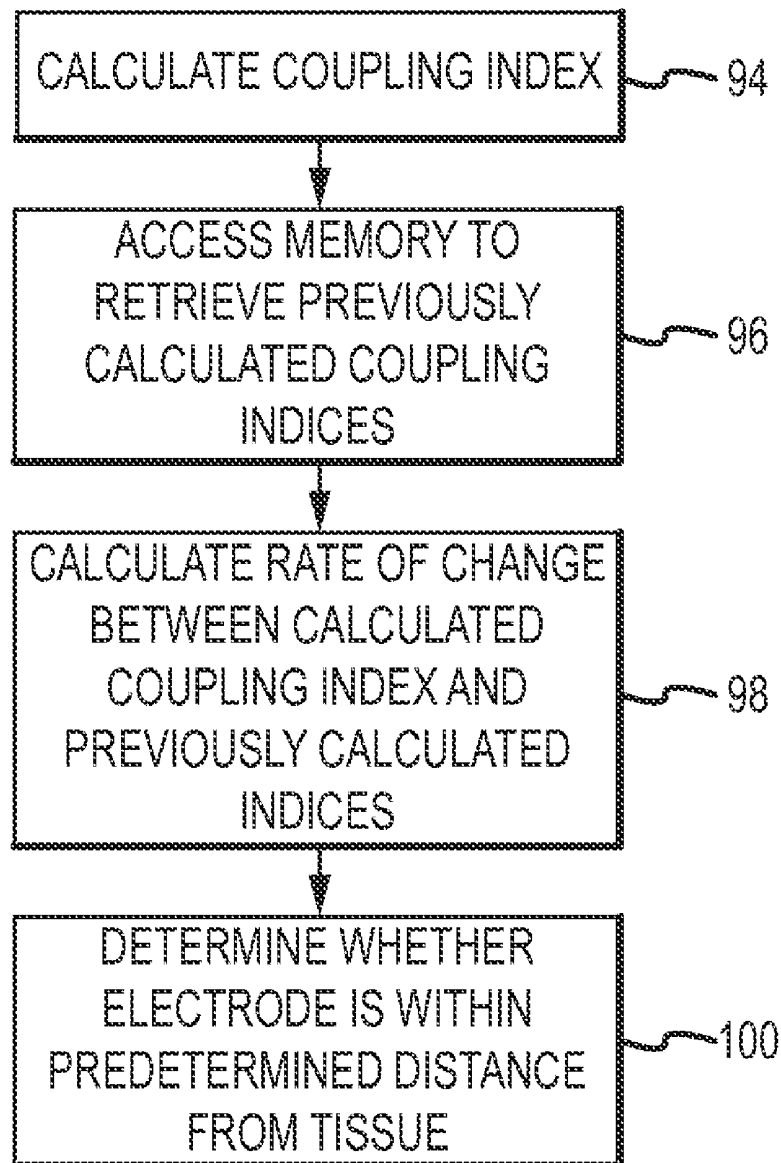 CALCULATE COUPLING INDEX
94
ACCESS MEMORY TO
RETRIEVE PREVIOUSLY
CALCULATED COUPLING
INDICES
96
CALCULATE RATE OF CHANGE
BETWEEN CALCULATED
COUPLING INDEX AND
PREVIOUSLY CALCULATED
INDICES
98
DETERMINE WHETHER
ELECTRODE IS WITHIN
PREDETERMINED DISTANCE
FROM TISSUE
100